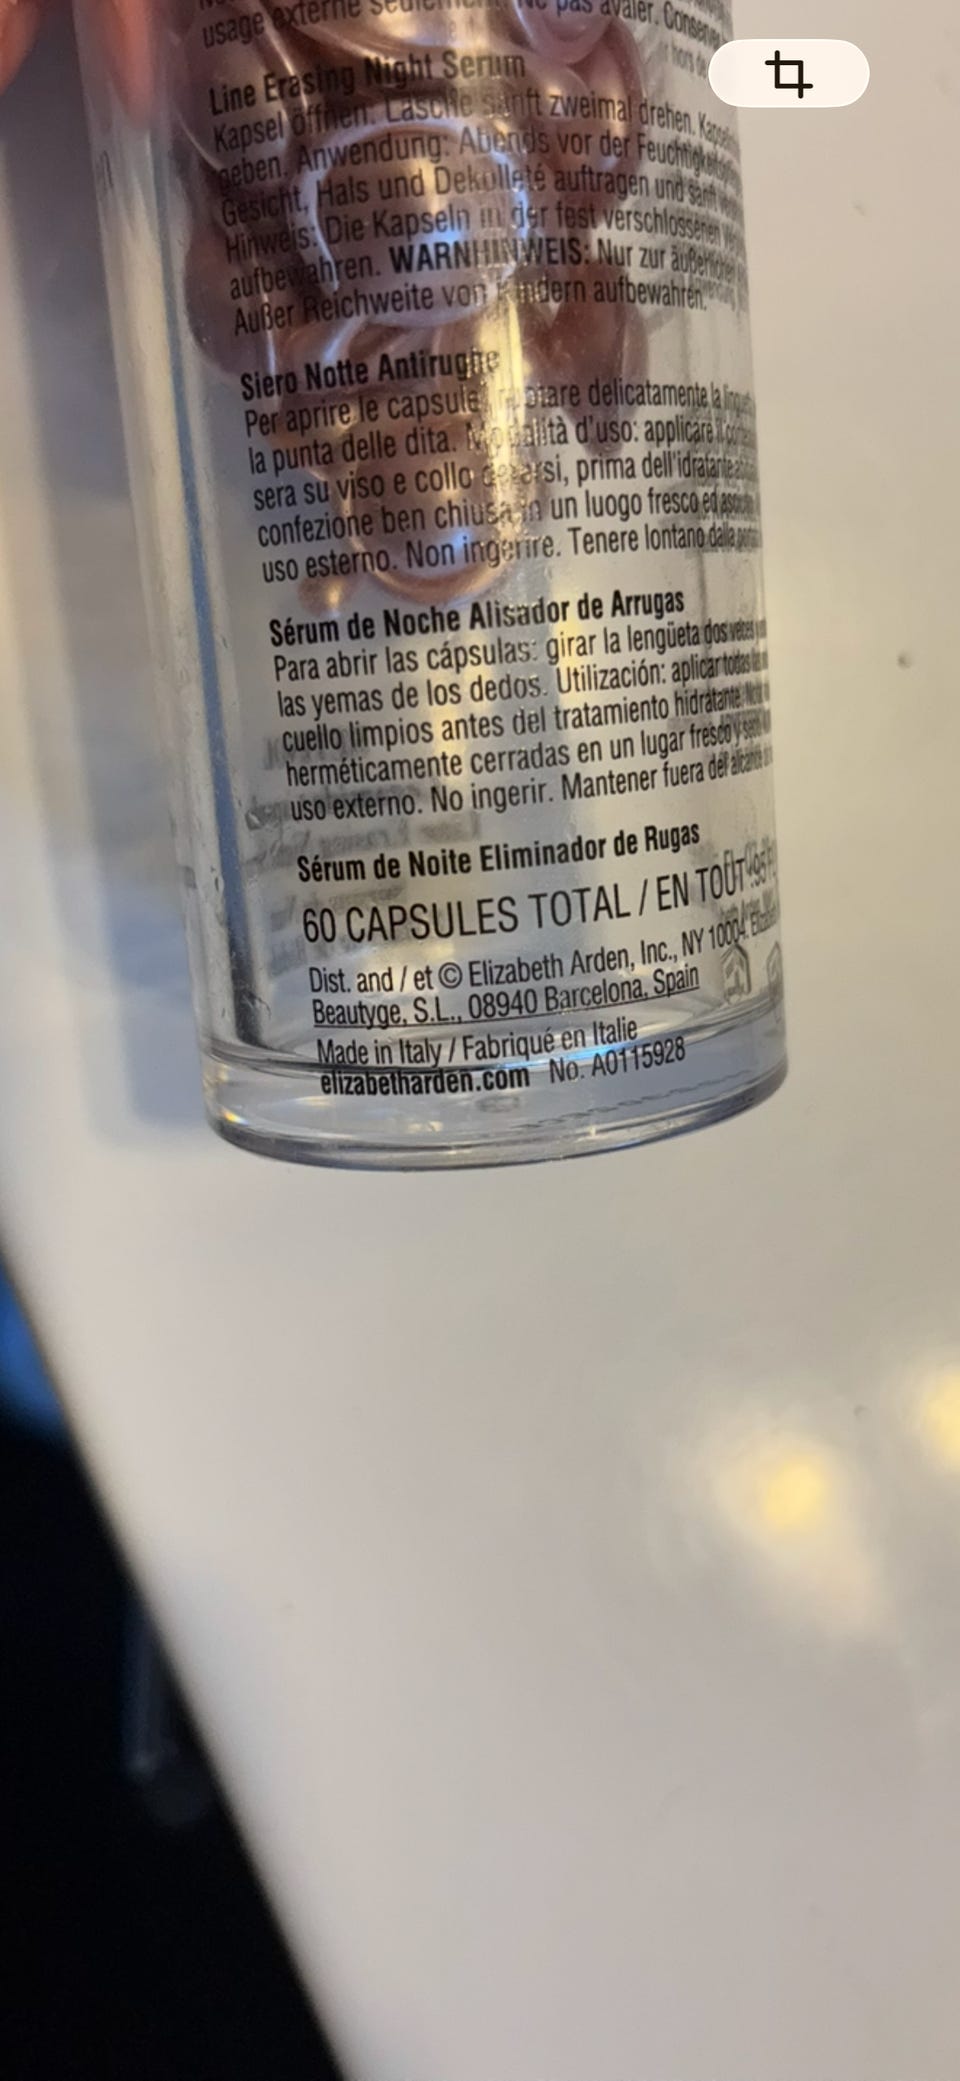 usage externe seulement. Ne pas avaler. Conserver
hors de
Line Erasing Night Serum
Kapsel öffnen: Lasche sanft zweimal drehen.
geben. Anwendung: Abends vor der
Gesicht, Hals und Dekolleté auftragen und sanft
Hinweis: Die Kapseln in der fest verschlossenen
aufbewahren. WARNHINWEIS: Nur zur äußerlichen
Außer Reichweite von Kindern aufbewahren.
Siero Notte Antirughe
Per aprire le capsule, ruotare delicatamente la
la punta delle dita. Modalità d'uso: applicare il
sera su viso e collo detersi, prima dell'idratante
confezione ben chiusa in un luogo fresco ed
uso esterno. Non ingerire. Tenere lontano dalla
Sérum de Noche Alisador de Arrugas
Para abrir las cápsulas: girar la lengüeta dos veces
las yemas de los dedos. Utilización: aplicar todas las
cuello limpios antes del tratamiento hidratante.
herméticamente cerradas en un lugar fresco y
uso externo. No ingerir. Mantener fuera del alcance
Sérum de Noite Eliminador de Rugas
60 CAPSULES TOTAL / EN TOUT
Dist. and / et © Elizabeth Arden, Inc., NY 10004.
Beautyge, S.L., 08940 Barcelona, Spain
Made in Italy / Fabriqué en Italie
elizabetharden.com No. A0115928